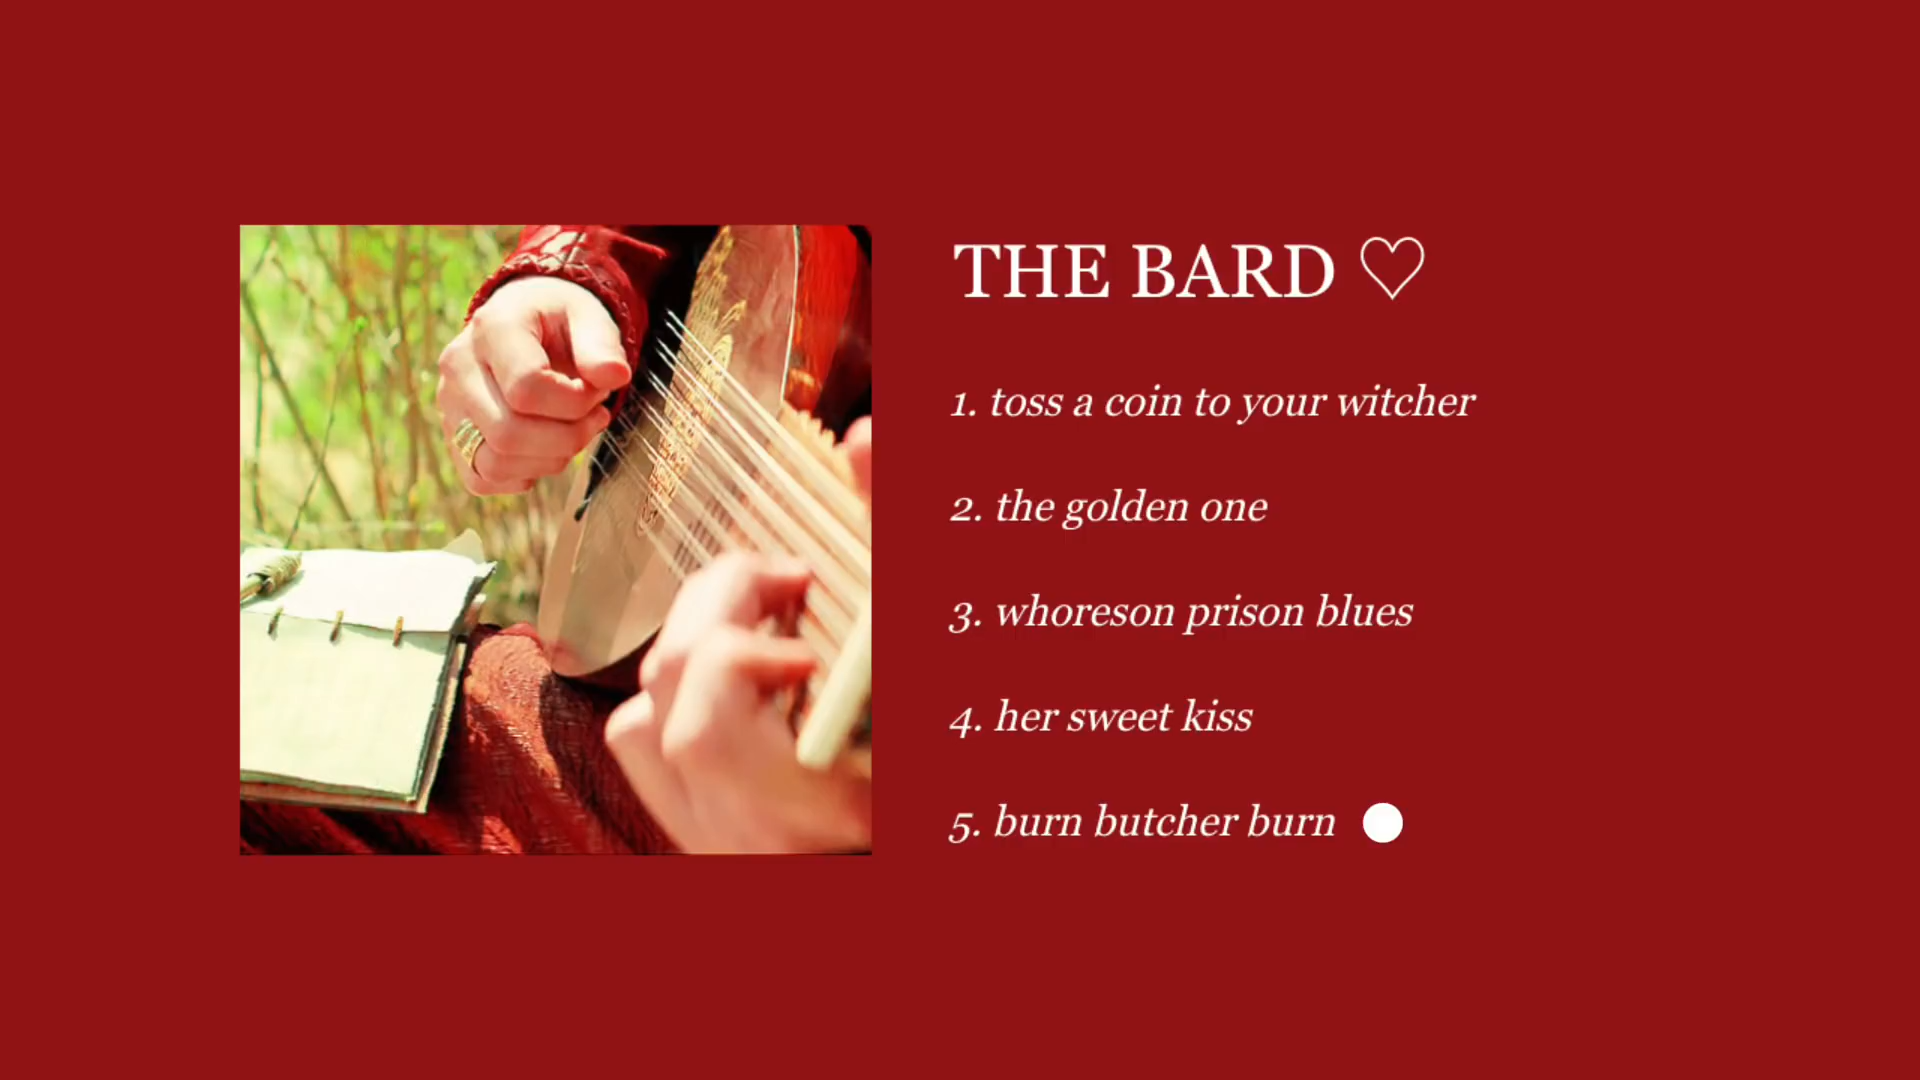 THE BARD ♡
1. toss a coin to your witcher
2. the golden one
3. whoreson prison blues
4. her sweet kiss
5. burn butcher burn